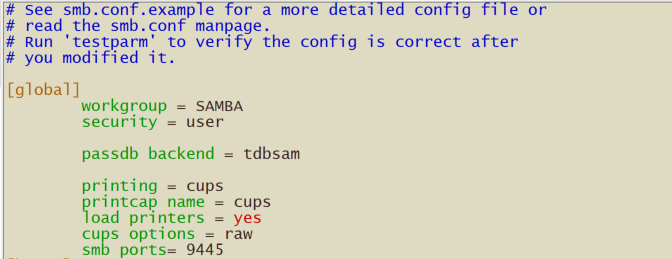 # See smb.conf.example for a more detailed config file or
# read the smb.conf manpage.
# Run 'testparm' to verify the config is correct after
# you modified it.
[global]
workgroup = SAMBA
security = user
passdb backend = tdbsam
printing = cups
printcap name = cups
load printers = yes
cups options = raw
smb ports= 9445